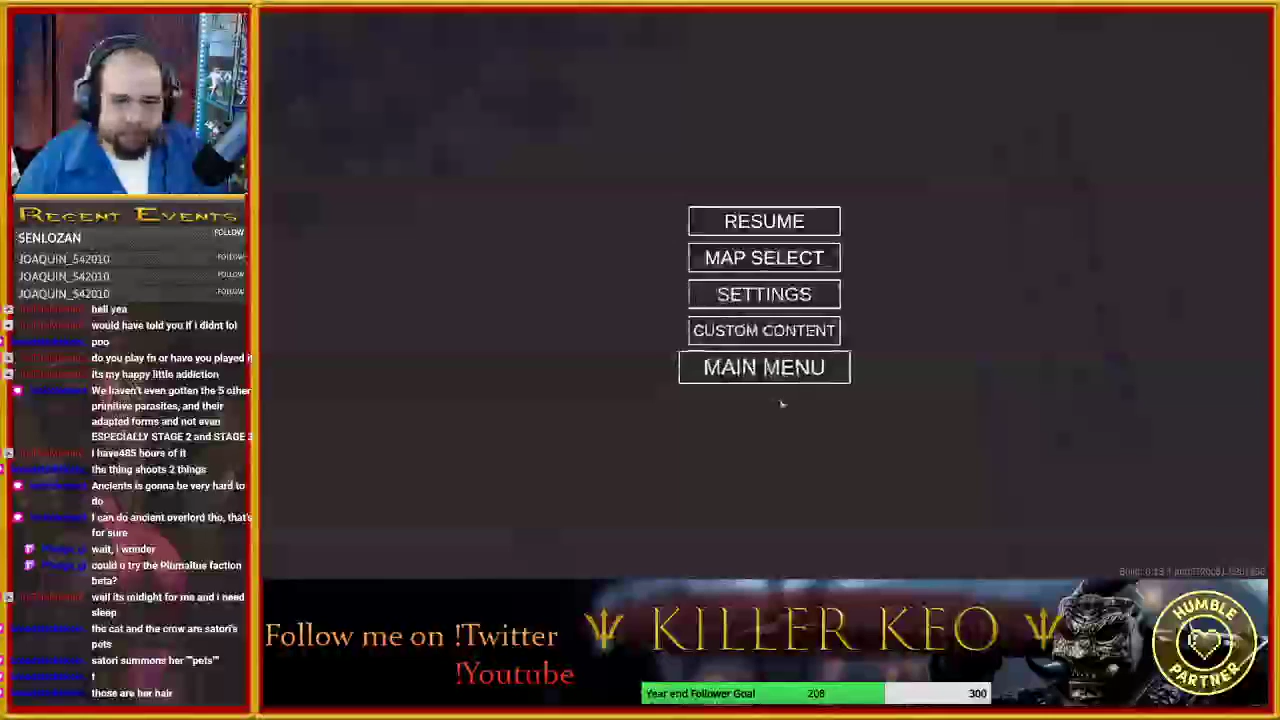 RECENT EVENTS
SENLOZAN FOLLOW
JOAQUIN_542010 FOLLOW
JOAQUIN_542010 FOLLOW
JOAQUIN_542010 FOLLOW
hell yea
would have told you if i didnt lol
poo
do you play fn or have you played i
its my happy little addiction
We haven't even gotten the 5 other
primitive parasites, and their
adapted forms and not even
ESPECIALLY STAGE 2 and STAGE 3
i have485 hours of it
the thing shoots 2 things
Ancients is gonna be very hard to
do
I can do ancient overlord tho, that's
for sure
wait, i wonder
could u try the Plumaitue faction
beta?
well its midight for me and i need
sleep
the cat and the crow are satori's
pets
satori summons her ""pets""
f
those are her hair
RESUME
MAP SELECT
SETTINGS
CUSTOM CONTENT
MAIN MENU
Follow me on !Twitter
!Youtube
KILLER KEO
Year end Follower Goal 208 300
HUMBLE
PARTNER